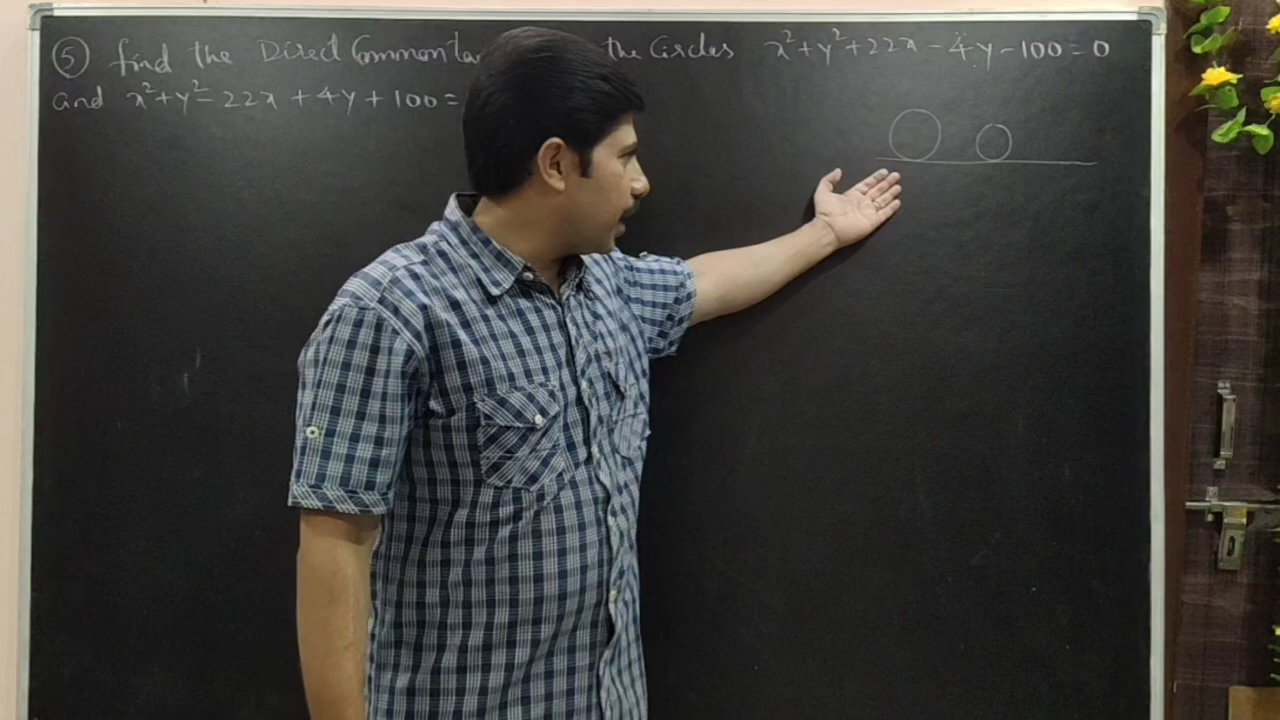 ⑤ find the Direct Common the Circles x²+y²+22x-4y-100=0
and x²+y²-22x+4y+100=